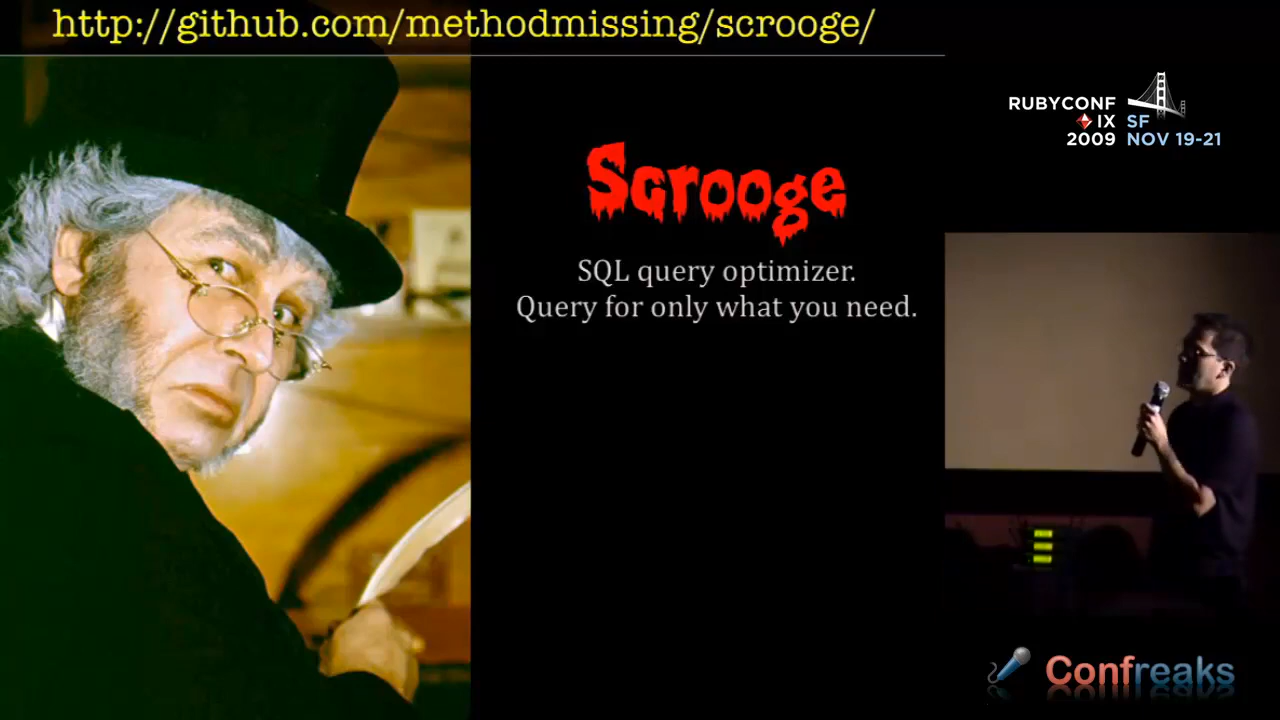 http://github.com/methodmissing/scrooge/
RUBYCONF
IX SF
2009 NOV 19-21
Scrooge
SQL query optimizer.
Query for only what you need.
Confreaks